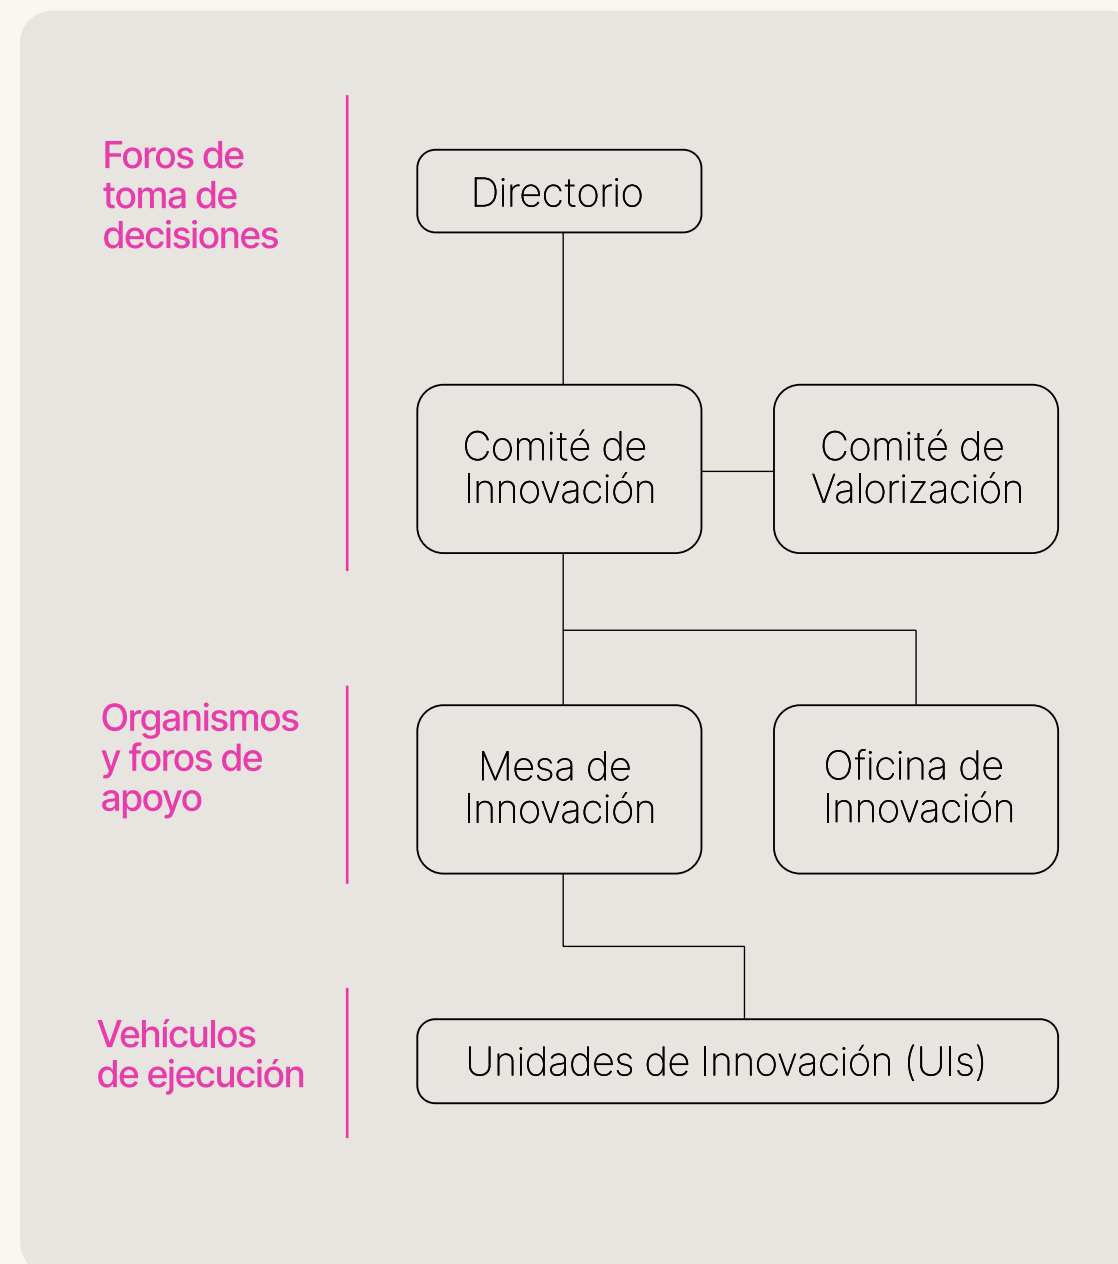 Foros de
toma de
decisiones
Directorio
Comité de
Innovación
Comité de
Valorización
Organismos
y foros de
apoyo
Mesa de
Innovación
Oficina de
Innovación
Vehículos
de ejecución
Unidades de Innovación (UIs)